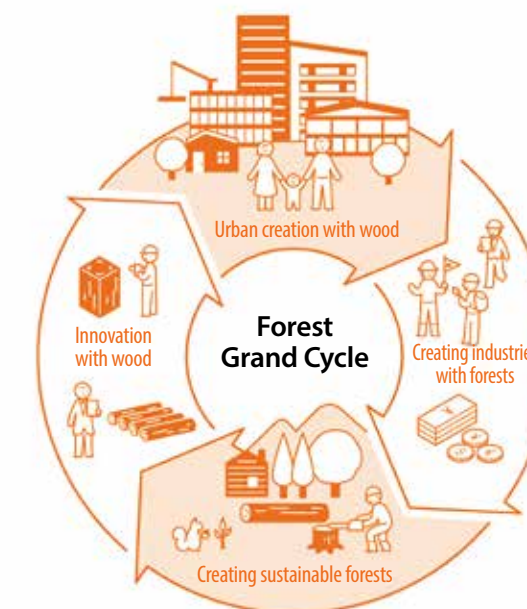 Urban creation with wood
Innovation
with wood
Forest
Grand Cycle
Creating industrie
with forests
Creating sustainable forests